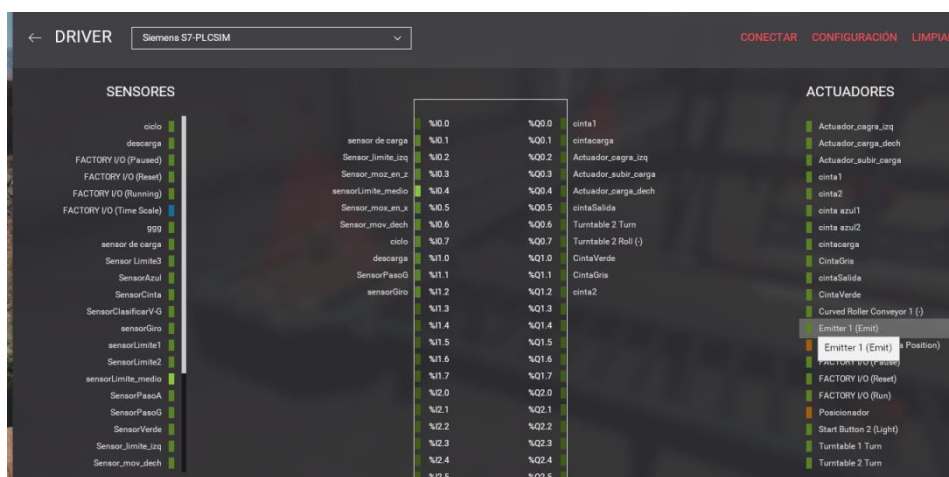 ← DRIVER Siemens S7-PLCSIM CONECTAR CONFIGURACIÓN LIMPIA
SENSORES
ciclo
descarga
FACTORY I/O (Paused)
FACTORY I/O (Reset)
FACTORY I/O (Running)
FACTORY I/O (Time Scale)
999
sensor de carga
Sensor Limite3
SensorAzul
SensorCinta
SensorClasificarV-G
sensorGiro
sensorLimite1
SensorLimite2
sensorLimite_medio
SensorPasoA
SensorPasoG
SensorVerde
Sensor_limite_izq
Sensor_mov_dech
%I0.0 %Q0.0 cinta1
sensor de carga %I0.1 %Q0.1 cintacarga
Sensor_limite_izq %I0.2 %Q0.2 Actuador_cagra_izq
Sensor_moz_en_z %I0.3 %Q0.3 Actuador_subir_carga
sensorLimite_medio %I0.4 %Q0.4 Actuador_carga_dech
Sensor_mox_en_x %I0.5 %Q0.5 cintaSalida
Sensor_mov_dech %I0.6 %Q0.6 Turntable 2 Turn
ciclo %I0.7 %Q0.7 Turntable 2 Roll (-)
descarga %I1.0 %Q1.0 CintaVerde
SensorPasoG %I1.1 %Q1.1 CintaGris
sensorGiro %I1.2 %Q1.2 cinta2
%I1.3 %Q1.3
%I1.4 %Q1.4
%I1.5 %Q1.5
%I1.6 %Q1.6
%I1.7 %Q1.7
%I2.0 %Q2.0
%I2.1 %Q2.1
%I2.2 %Q2.2
%I2.3 %Q2.3
%I2.4 %Q2.4
%I2.5 %Q2.5
ACTUADORES
Actuador_cagra_izq
Actuador_carga_dech
Actuador_subir_carga
cinta1
cinta2
cinta azul1
cinta azul2
cintacarga
CintaGris
cintaSalida
CintaVerde
Curved Roller Conveyor 1 (-)
Emitter 1 (Emit)
Emitter 1 (Emit) Position)
FACTORY I/O (Pause)
FACTORY I/O (Reset)
FACTORY I/O (Run)
Posicionador
Start Button 2 (Light)
Turntable 1 Turn
Turntable 2 Turn